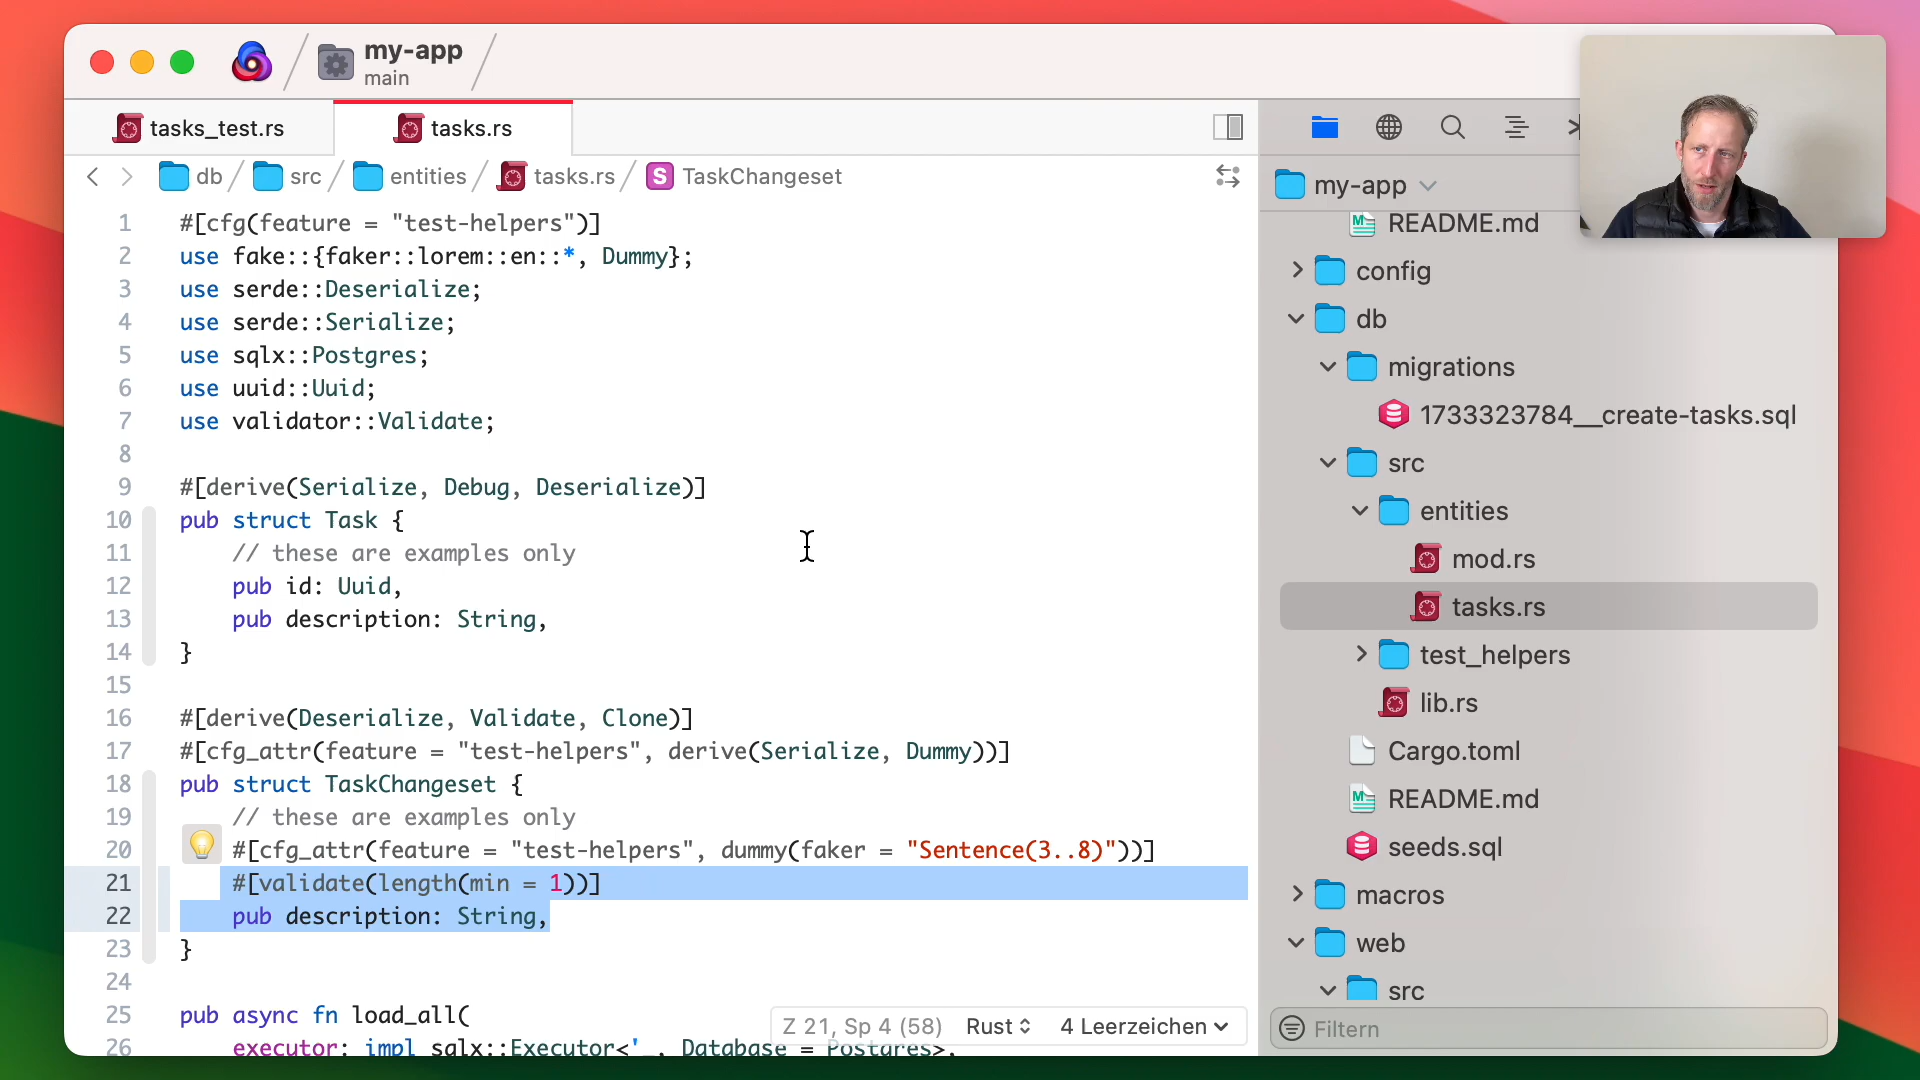 my-app
main
tasks_test.rs
tasks.rs
db
src
entities
tasks.rs
S
TaskChangeset
1 #[cfg(feature = "test-helpers")]
2 use fake::{faker::lorem::en::*, Dummy};
3 use serde::Deserialize;
4 use serde::Serialize;
5 use sqlx::Postgres;
6 use uuid::Uuid;
7 use validator::Validate;
8
9 #[derive(Serialize, Debug, Deserialize)]
10 pub struct Task {
11 // these are examples only
12 pub id: Uuid,
13 pub description: String,
14 }
15
16 #[derive(Deserialize, Validate, Clone)]
17 #[cfg_attr(feature = "test-helpers", derive(Serialize, Dummy))]
18 pub struct TaskChangeset {
19 // these are examples only
20 #[cfg_attr(feature = "test-helpers", dummy(faker = "Sentence(3..8)"))]
21 #[validate(length(min = 1))]
22 pub description: String,
23 }
24
25 pub async fn load_all(
26 executor: impl sqlx::Executor<'_, Database = Postgres>,
Z 21, Sp 4 (58)
Rust
4 Leerzeichen
my-app
README.md
config
db
migrations
1733323784__create-tasks.sql
src
entities
mod.rs
tasks.rs
test_helpers
lib.rs
Cargo.toml
README.md
seeds.sql
macros
web
src
Filtern